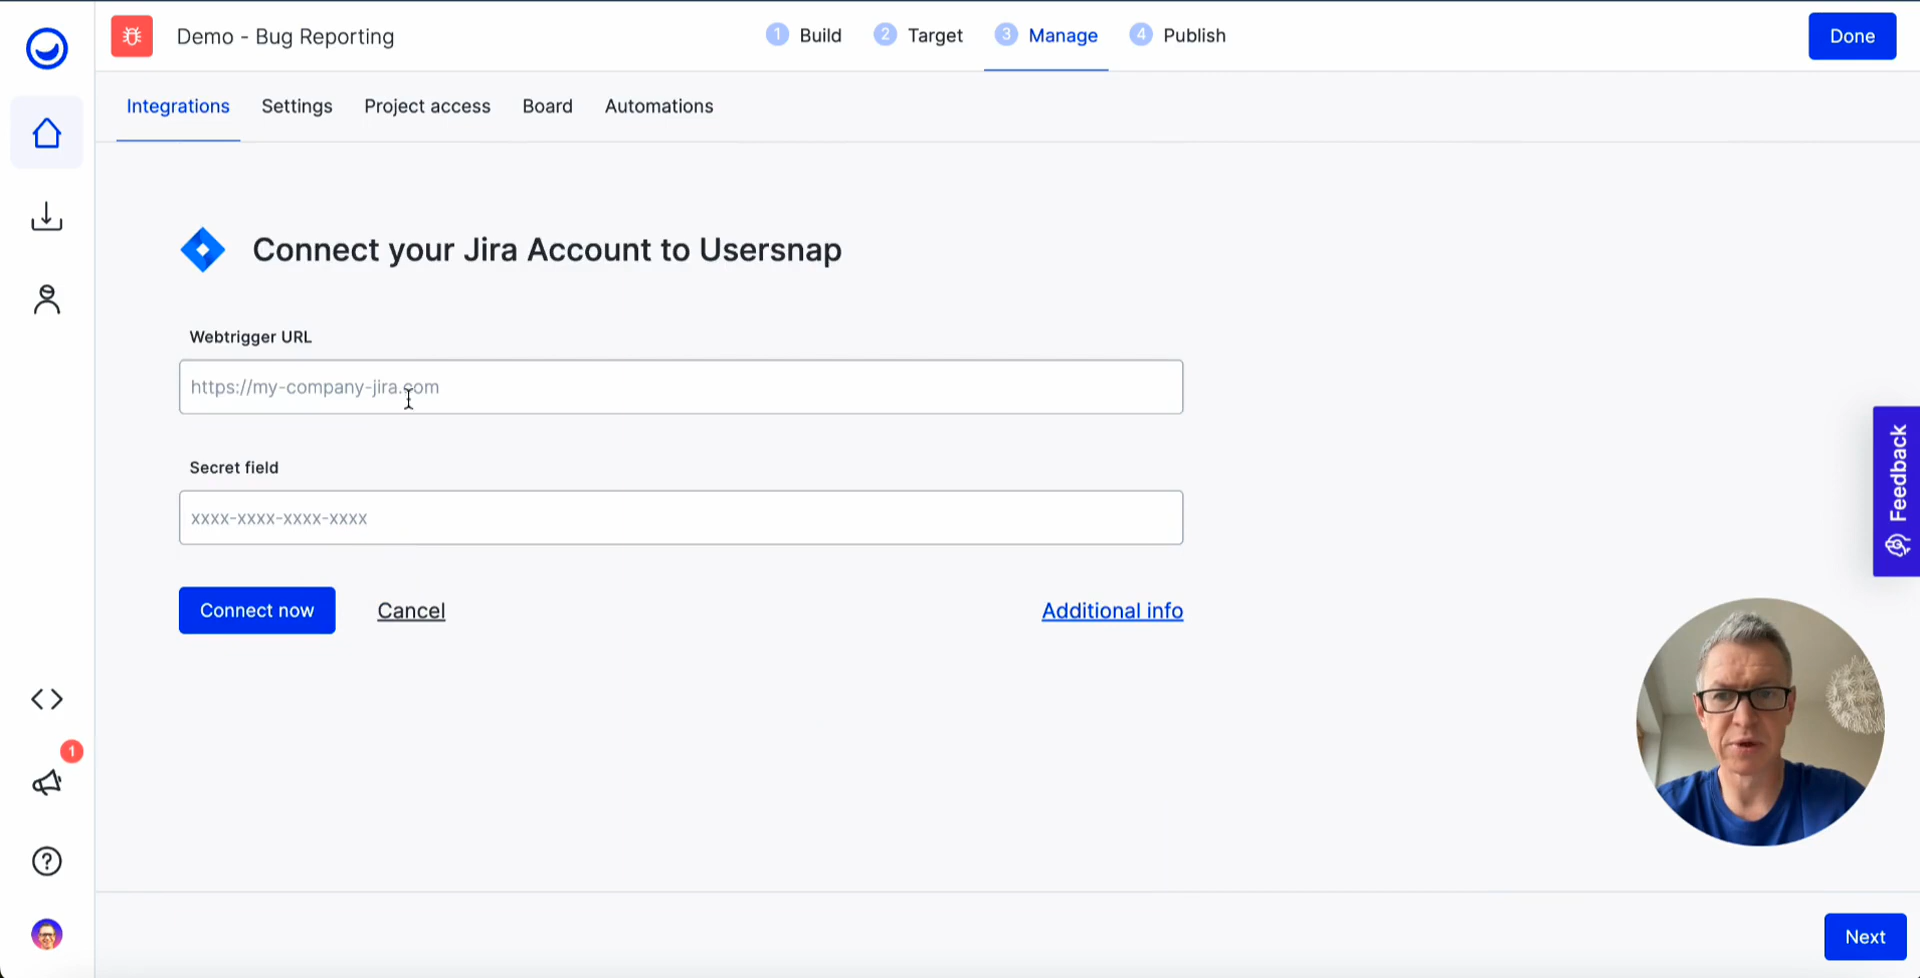 Demo - Bug Reporting
1 Build
2 Target
3 Manage
4 Publish
Done
Integrations
Settings
Project access
Board
Automations
Connect your Jira Account to Usersnap
Webtrigger URL
https://my-company-jira.com
Secret field
xxxx-xxxx-xxxx-xxxx
Connect now
Cancel
Additional info
Feedback
1
Next